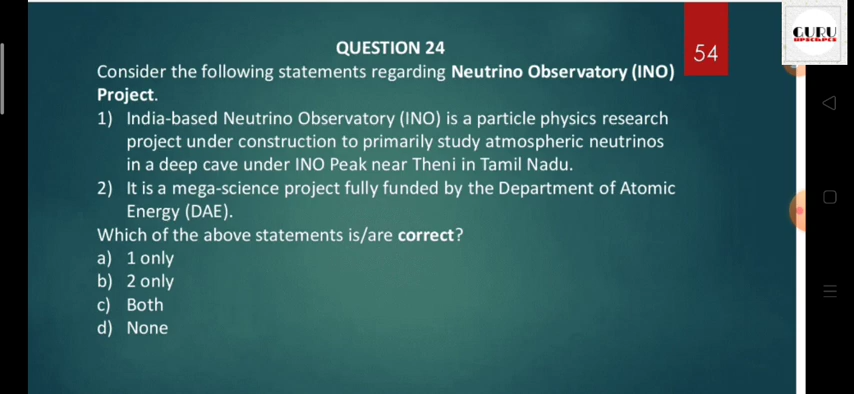 QUESTION 24
54
GURU
Consider the following statements regarding Neutrino Observatory (INO)
Project.
1) India-based Neutrino Observatory (INO) is a particle physics research
project under construction to primarily study atmospheric neutrinos
in a deep cave under INO Peak near Theni in Tamil Nadu.
2) It is a mega-science project fully funded by the Department of Atomic
Energy (DAE).
Which of the above statements is/are correct?
a) 1 only
b) 2 only
c) Both
d) None